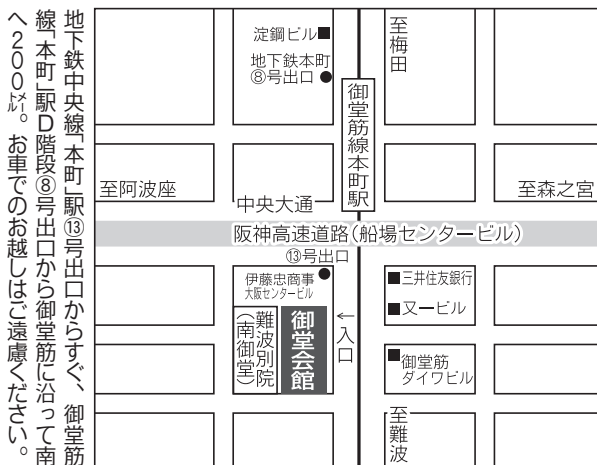 地下鉄中央線「本町」駅⑬号出口からすぐ、御堂筋
線「本町」駅D階段⑧号出口から御堂筋に沿って南
へ200㍍。お車でのお越しはご遠慮ください。
淀鋼ビル■
地下鉄本町
⑧号出口●
至梅田
御堂筋線本町駅
至阿波座
至森之宮
中央大通
阪神高速道路(船場センタービル)
⑬号出口
伊藤忠商事●
大阪センタービル
難波別院
(南御堂)
御堂会館
←入口
■三井住友銀行
■又一ビル
■御堂筋
ダイワビル
至難波